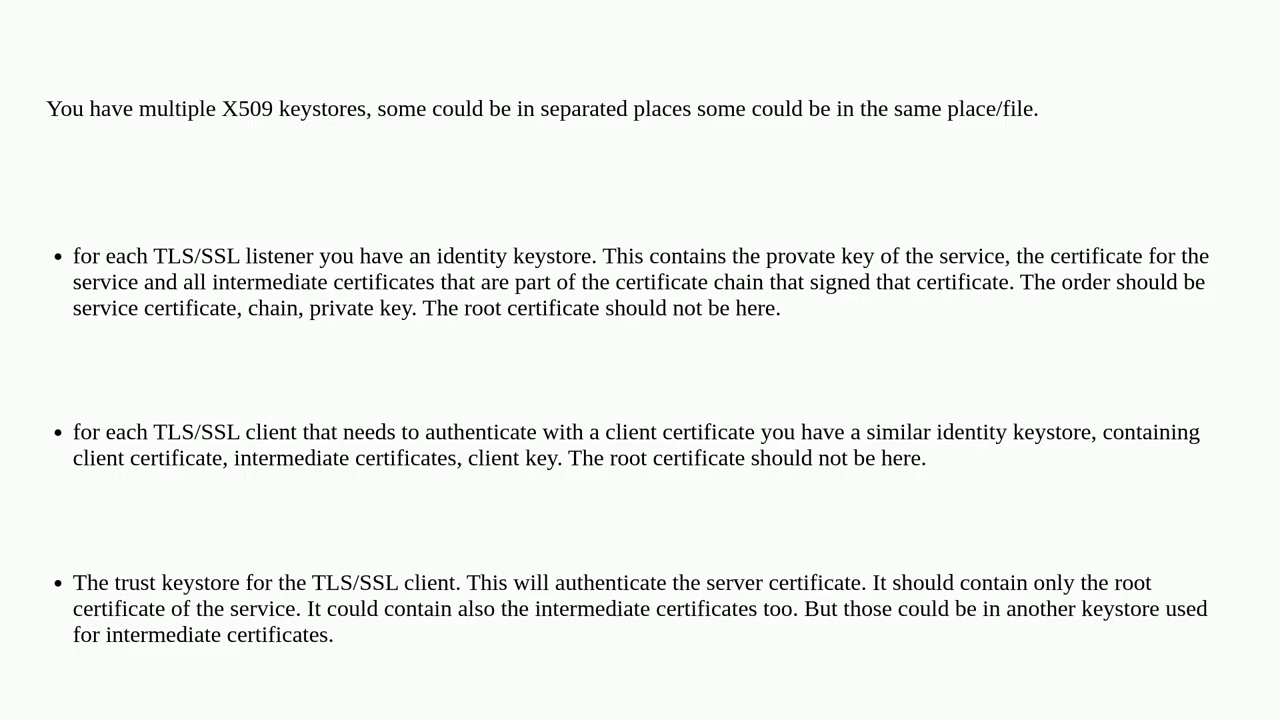 You have multiple X509 keystores, some could be in separated places some could be in the same place/file.
• for each TLS/SSL listener you have an identity keystore. This contains the provate key of the service, the certificate for the
service and all intermediate certificates that are part of the certificate chain that signed that certificate. The order should be
service certificate, chain, private key. The root certificate should not be here.
• for each TLS/SSL client that needs to authenticate with a client certificate you have a similar identity keystore, containing
client certificate, intermediate certificates, client key. The root certificate should not be here.
• The trust keystore for the TLS/SSL client. This will authenticate the server certificate. It should contain only the root
certificate of the service. It could contain also the intermediate certificates too. But those could be in another keystore used
for intermediate certificates.